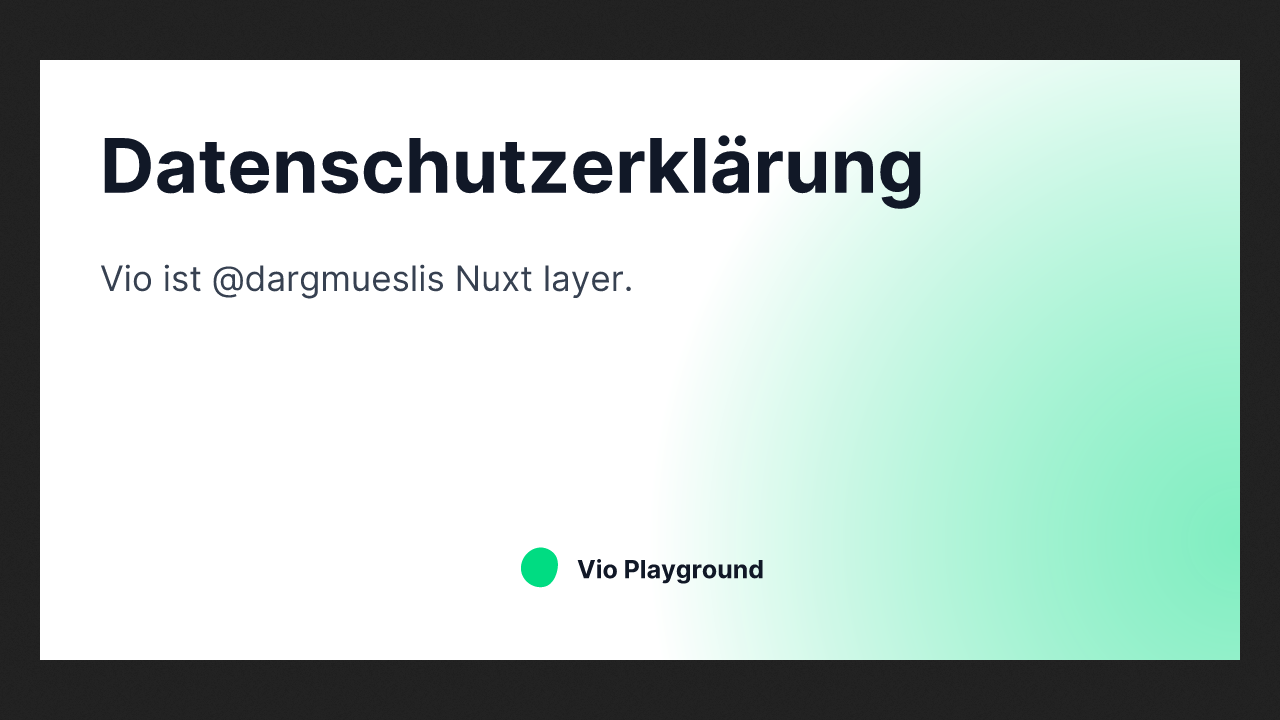 Datenschutzerklärung
Vio ist @dargmueslis Nuxt layer.
Vio Playground